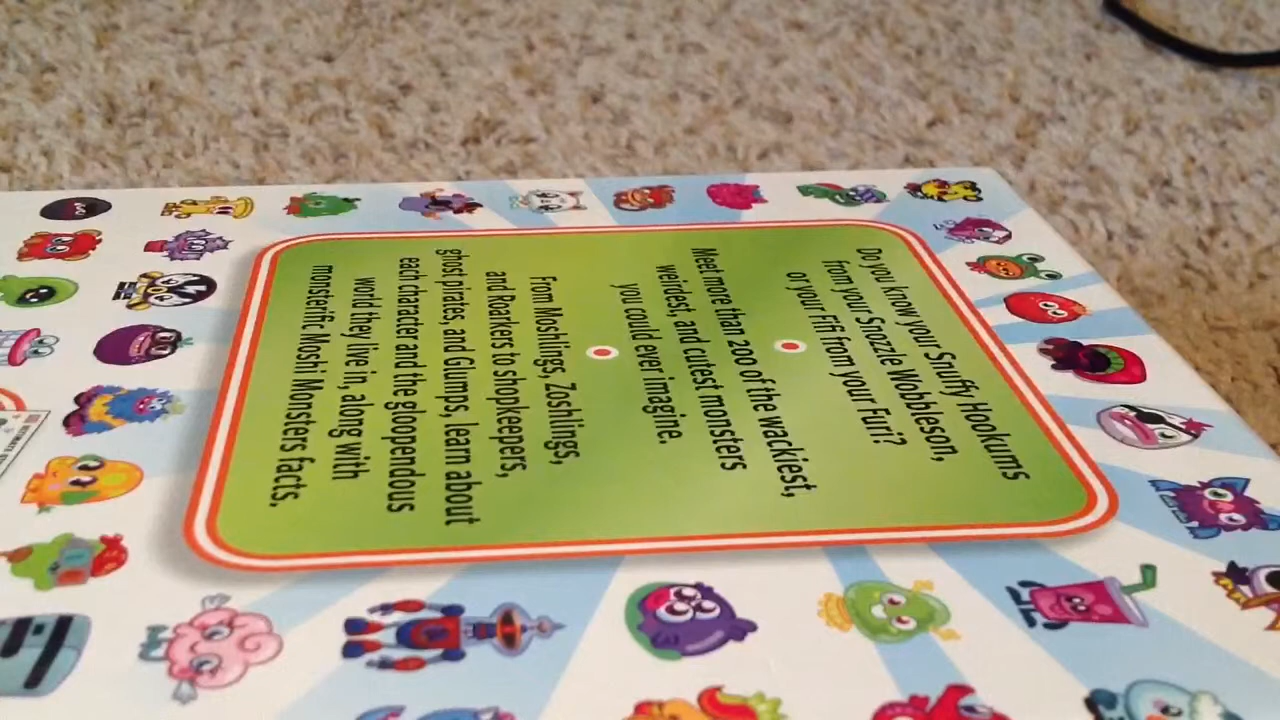 Do you know your Snuffy Hookums
from your Snozzle Wobbleson,
or your Fifi from your Furi?
Meet more than 200 of the wackiest,
weirdest, and cutest monsters
you could ever imagine.
From Moshlings, Zoshlings,
and Roarkers to shopkeepers,
ghost pirates, and Glumps, learn about
each character and the gloopendous
world they live in, along with
monsterific Moshi Monsters facts.